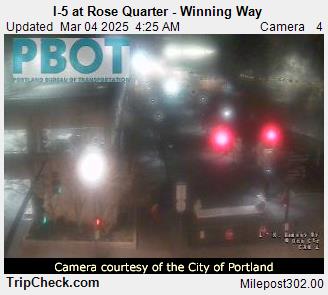 I-5 at Rose Quarter - Winning Way
Updated Mar 04 2025 4:25 AM Camera 4
PBOT
PORTLAND BUREAU OF TRANSPORTATION
Camera courtesy of the City of Portland
TripCheck.com Milepost302.00